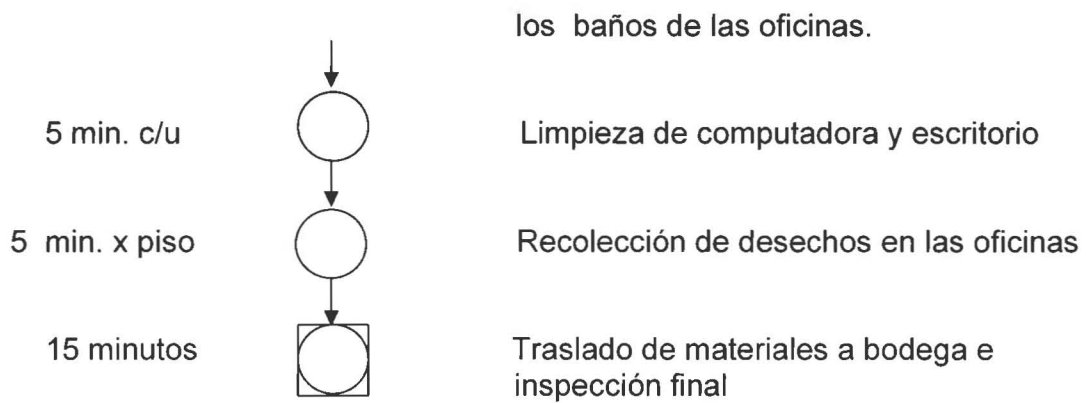 los baños de las oficinas.
5 min. c/u Limpieza de computadora y escritorio
5 min. x piso Recolección de desechos en las oficinas
15 minutos Traslado de materiales a bodega e
inspección final